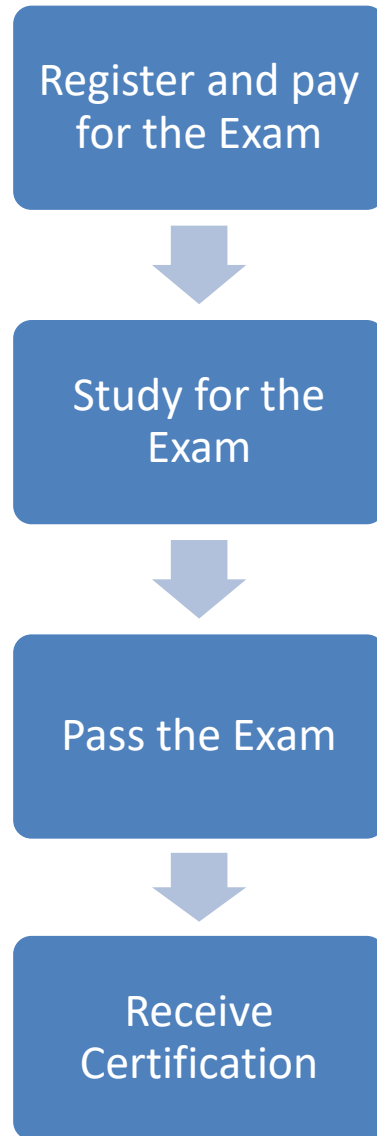 Register and pay
for the Exam
Study for the
Exam
Pass the Exam
Receive
Certification